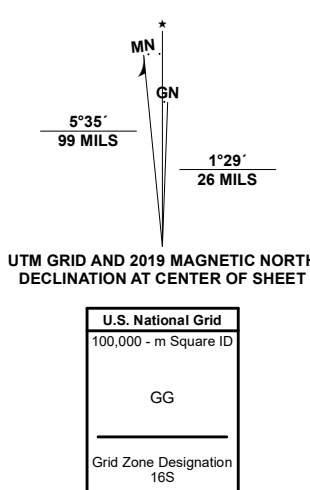 ★
MN
GN
5°35´
99 MILS
1°29´
26 MILS
UTM GRID AND 2019 MAGNETIC NORTH
DECLINATION AT CENTER OF SHEET
U.S. National Grid
100,000 - m Square ID
GG
Grid Zone Designation
16S